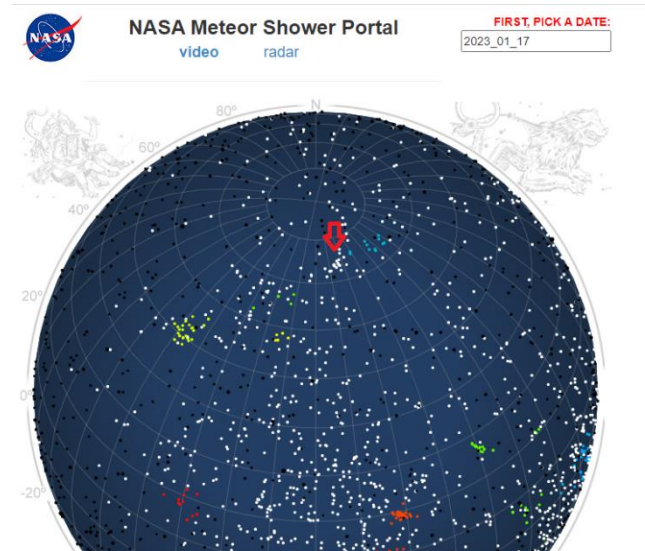 NASA
NASA Meteor Shower Portal
video radar
FIRST, PICK A DATE:
2023_01_17
N
80°
60°
40°
20°
0°
-20°